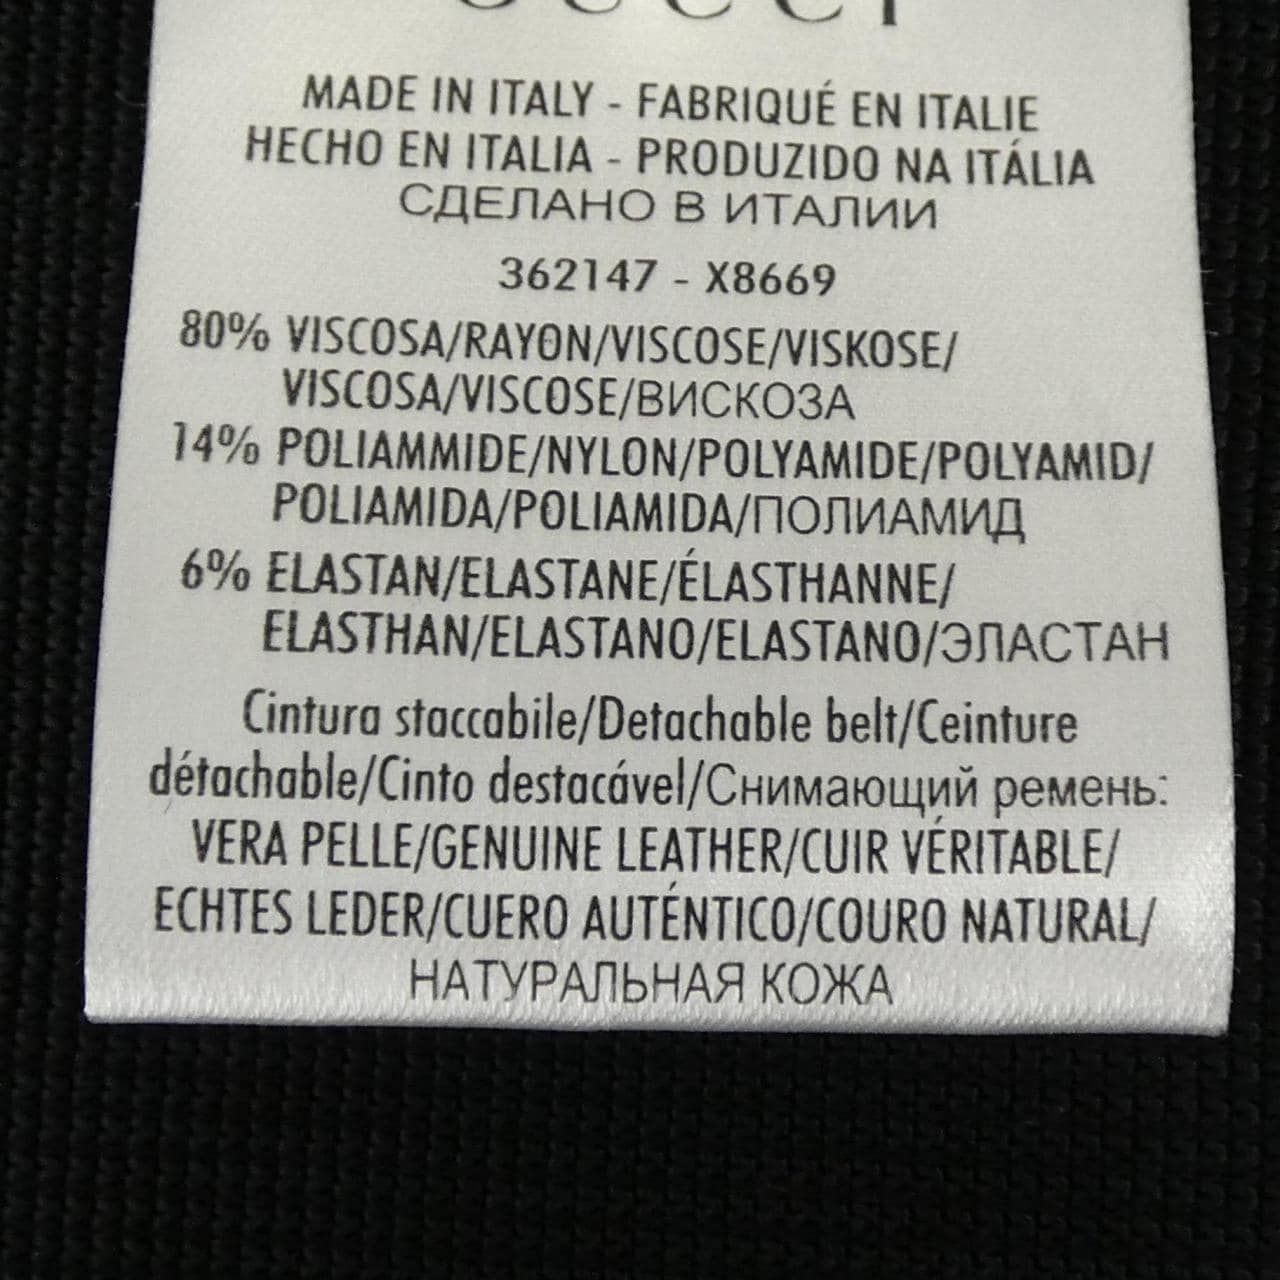 GUCCI
MADE IN ITALY - FABRIQUÉ EN ITALIE
HECHO EN ITALIA - PRODUZIDO NA ITÁLIA
СДЕЛАНО В ИТАЛИИ
362147 - X8669
80% VISCOSA/RAYON/VISCOSE/VISKOSE/
VISCOSA/VISCOSE/ВИСКОЗА
14% POLIAMMIDE/NYLON/POLYAMIDE/POLYAMID/
POLIAMIDA/POLIAMIDA/ПОЛИАМИД
6% ELASTAN/ELASTANE/ÉLASTHANNE/
ELASTHAN/ELASTANO/ELASTANO/ЭЛАСТАН
Cintura staccabile/Detachable belt/Ceinture
détachable/Cinto destacável/Снимающий ремень:
VERA PELLE/GENUINE LEATHER/CUIR VÉRITABLE/
ECHTES LEDER/CUERO AUTÉNTICO/COURO NATURAL/
НАТУРАЛЬНАЯ КОЖА